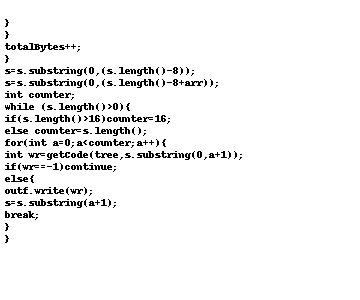 }
}
totalBytes++;
}
s=s.substring(0,(s.length()-8));
s=s.substring(0,(s.length()-8+arr));
int counter;
while (s.length()>0){
if(s.length()>16)counter=16;
else counter=s.length();
for(int a=0;a<counter;a++){
int wr=getCode(tree,s.substring(0,a+1));
if(wr==-1)continue;
else{
outf.write(wr);
s=s.substring(a+1);
break;
}
}